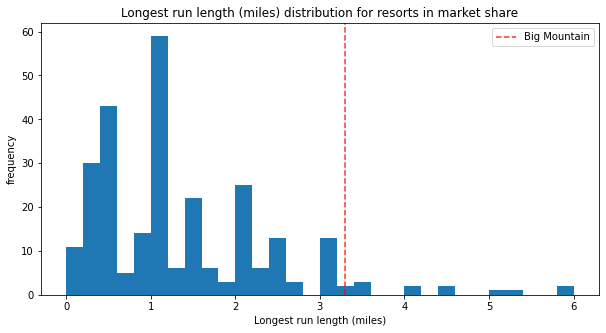 Longest run length (miles) distribution for resorts in market share
Big Mountain
frequency
60
50
40
30
20
10
0
0 1 2 3 4 5 6
Longest run length (miles)